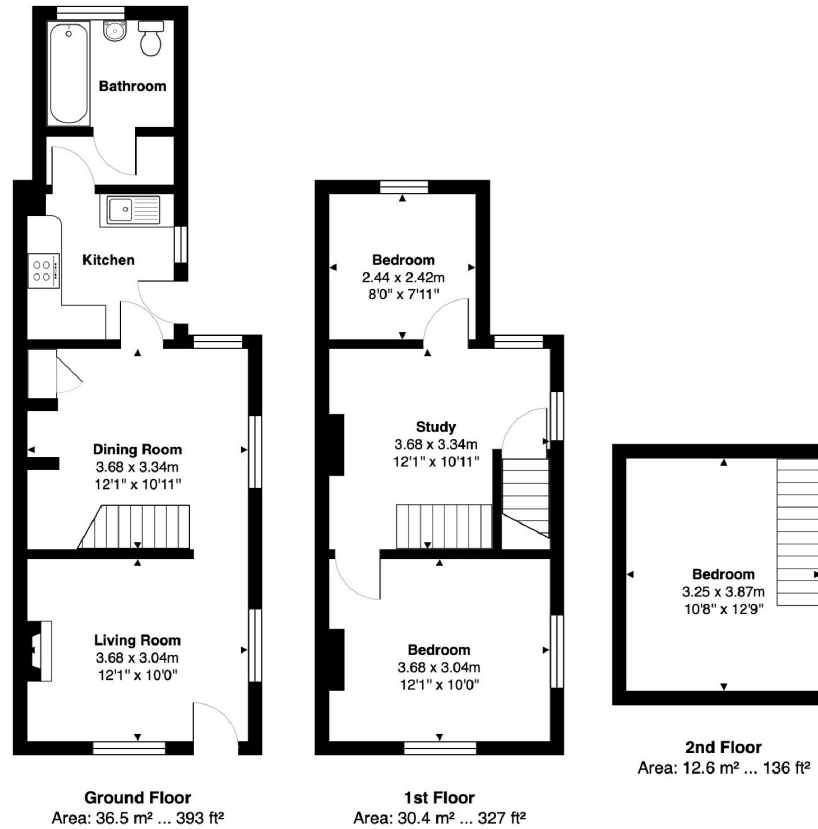 Bathroom
Kitchen
Dining Room
3.68 x 3.34m
12'1" x 10'11"
Living Room
3.68 x 3.04m
12'1" x 10'0"
Ground Floor
Area: 36.5 m² ... 393 ft²
Bedroom
2.44 x 2.42m
8'0" x 7'11"
Study
3.68 x 3.34m
12'1" x 10'11"
Bedroom
3.68 x 3.04m
12'1" x 10'0"
1st Floor
Area: 30.4 m² ... 327 ft²
Bedroom
3.25 x 3.87m
10'8" x 12'9"
2nd Floor
Area: 12.6 m² ... 136 ft²